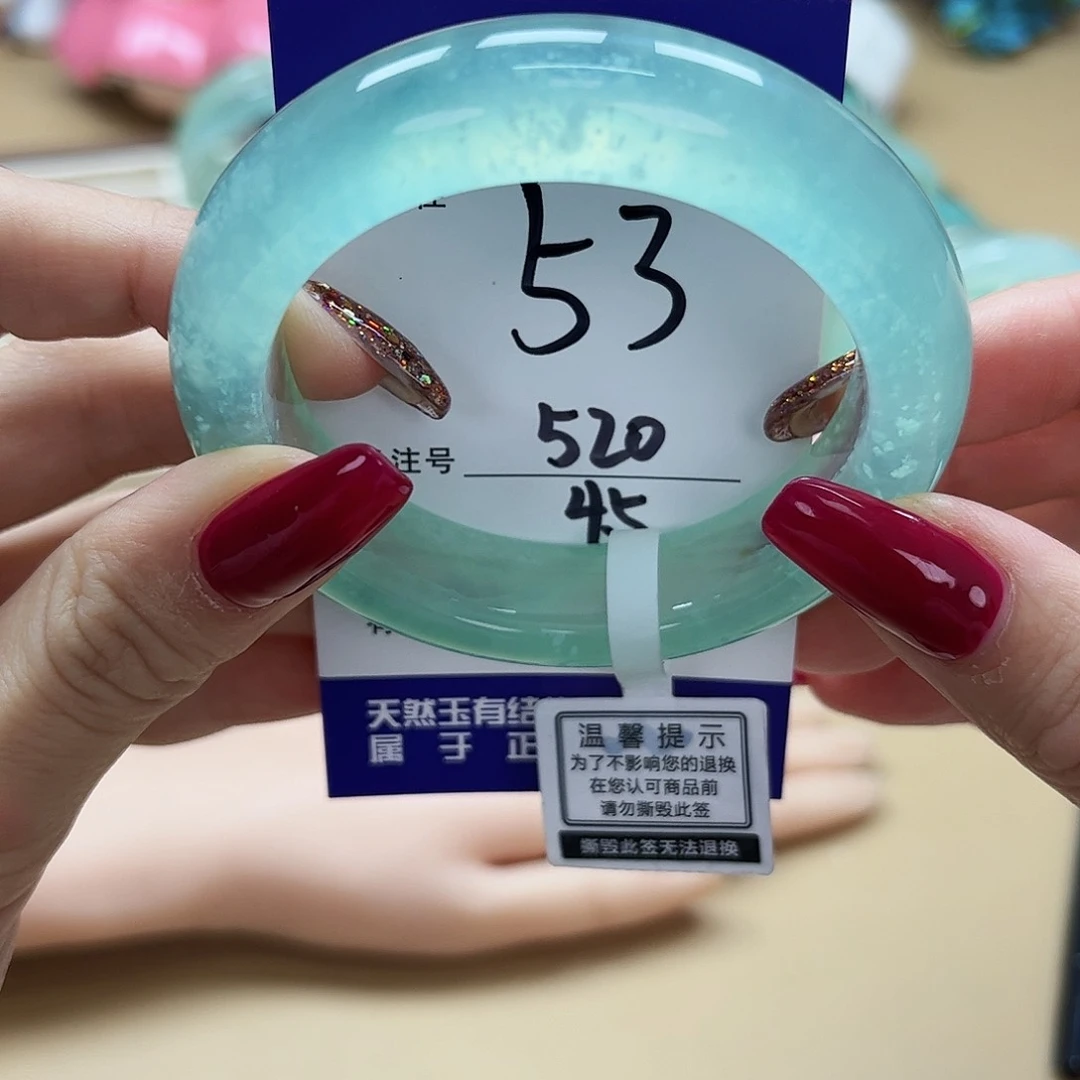 53
注号 520
45
天然玉有结
属 于 正
温馨提示
为了不影响您的退换
在您认可商品前
请勿撕毁此签
撕毁此签无法退换